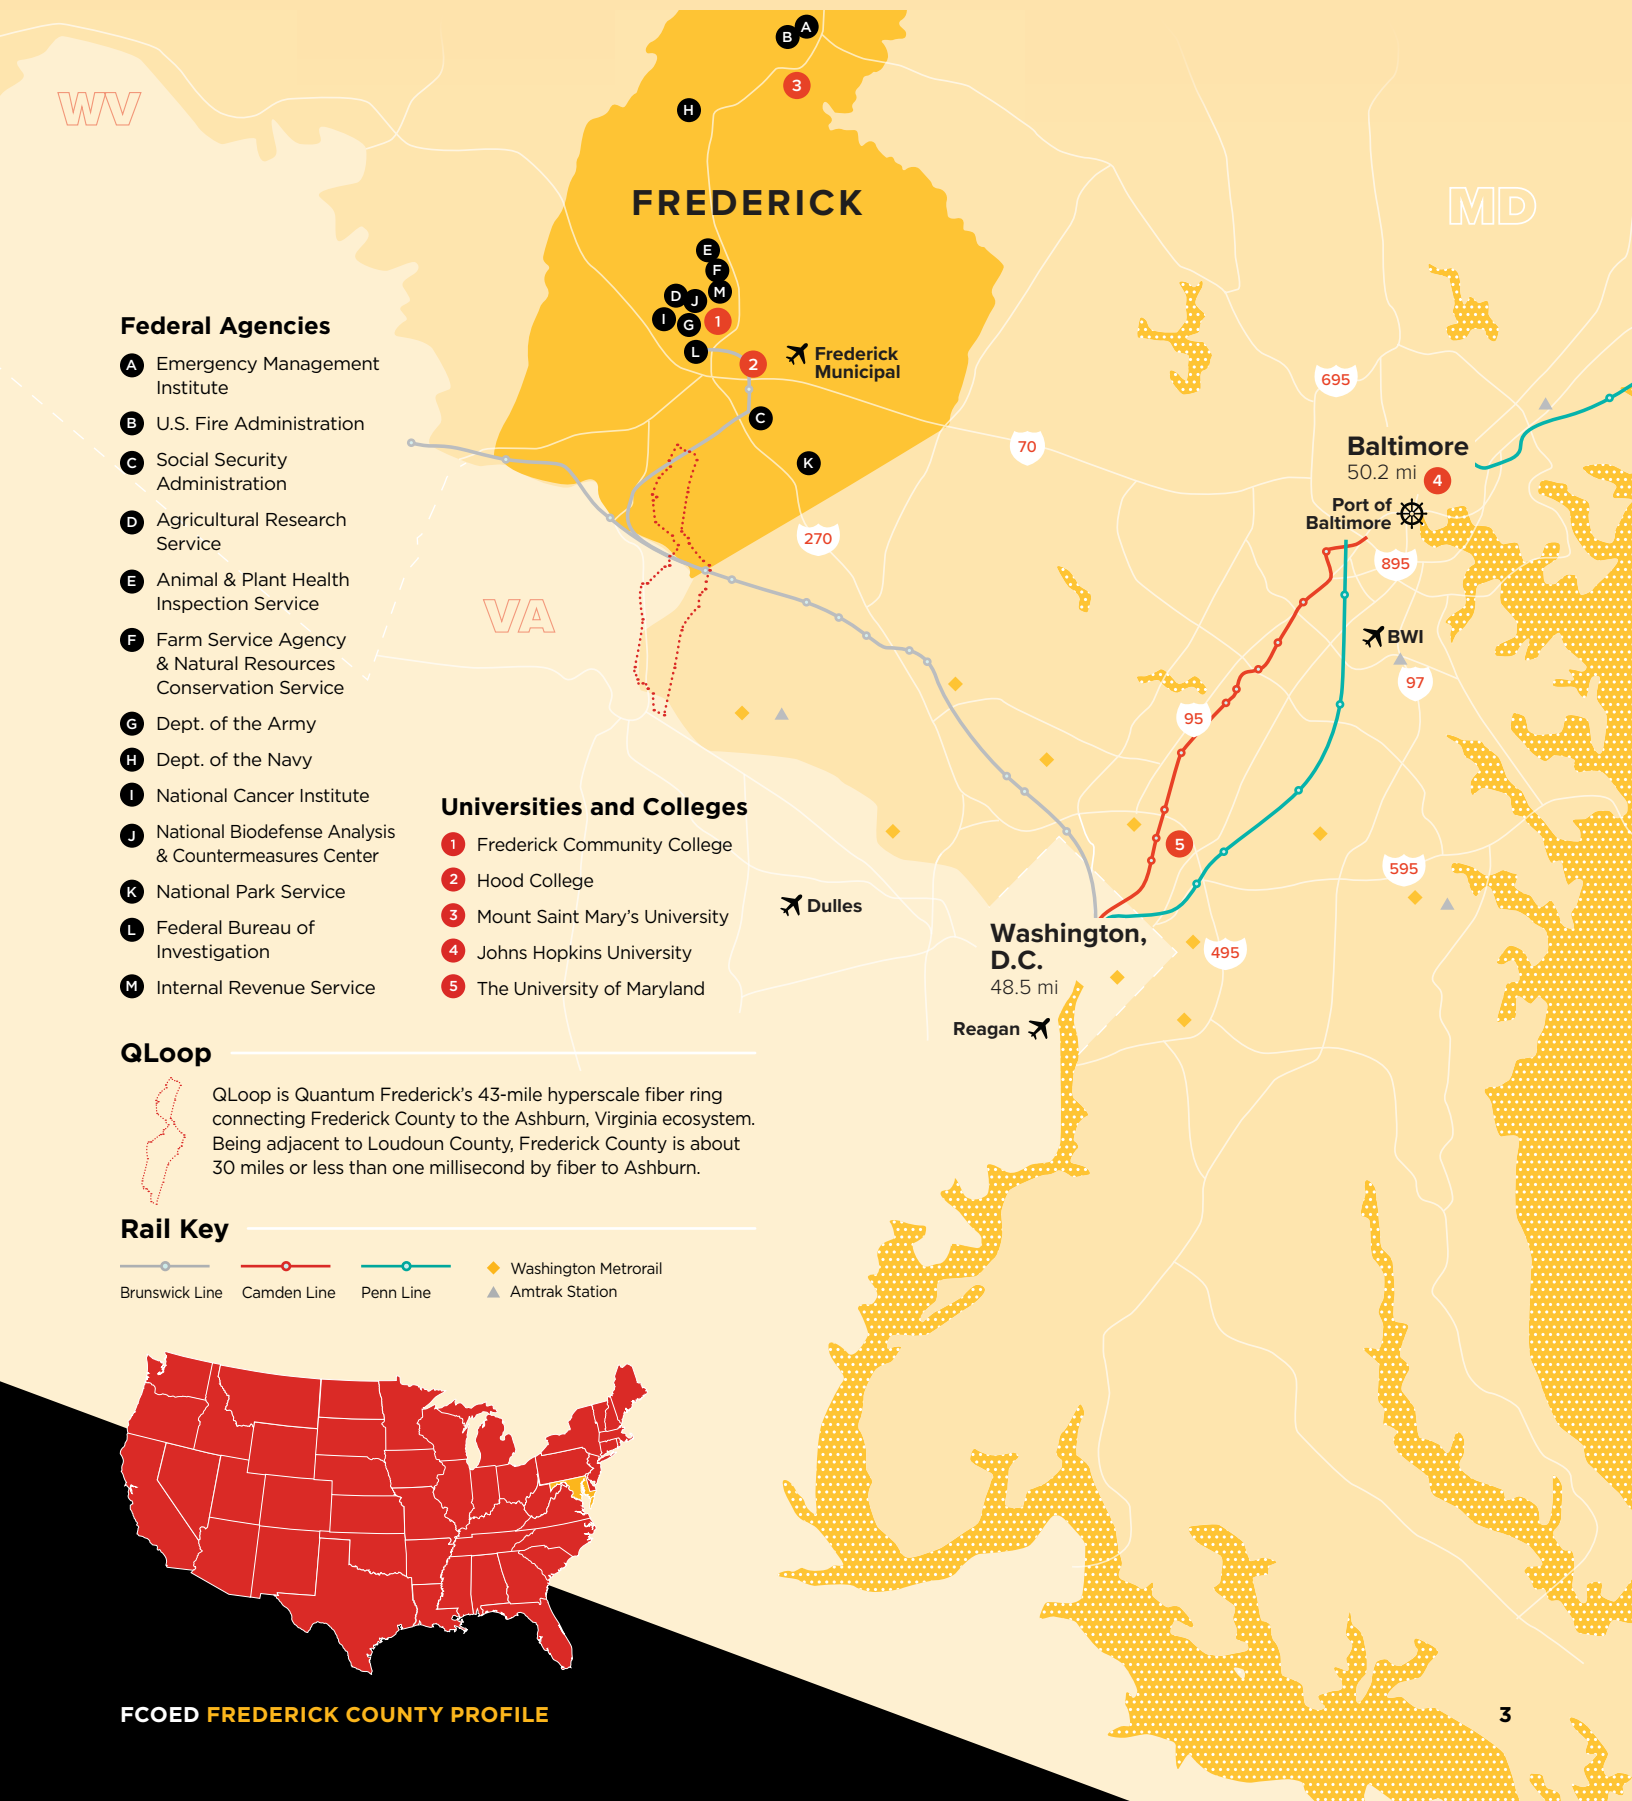 A
B
3
WV
H
FREDERICK
MD
E
F
D
J
M
I
G
1
L
2
Frederick
Municipal
C
K
695
70
270
Baltimore
50.2 mi
4
Port of
Baltimore
895
BWI
97
95
VA
5
595
Dulles
Washington,
D.C.
48.5 mi
495
Reagan
Federal Agencies
A Emergency Management
Institute
B U.S. Fire Administration
C Social Security
Administration
D Agricultural Research
Service
E Animal & Plant Health
Inspection Service
F Farm Service Agency
& Natural Resources
Conservation Service
G Dept. of the Army
H Dept. of the Navy
I National Cancer Institute
J National Biodefense Analysis
& Countermeasures Center
K National Park Service
L Federal Bureau of
Investigation
M Internal Revenue Service
Universities and Colleges
1 Frederick Community College
2 Hood College
3 Mount Saint Mary's University
4 Johns Hopkins University
5 The University of Maryland
QLoop
QLoop is Quantum Frederick's 43-mile hyperscale fiber ring
connecting Frederick County to the Ashburn, Virginia ecosystem.
Being adjacent to Loudoun County, Frederick County is about
30 miles or less than one millisecond by fiber to Ashburn.
Rail Key
Brunswick Line
Camden Line
Penn Line
Washington Metrorail
Amtrak Station
FCOED FREDERICK COUNTY PROFILE
3